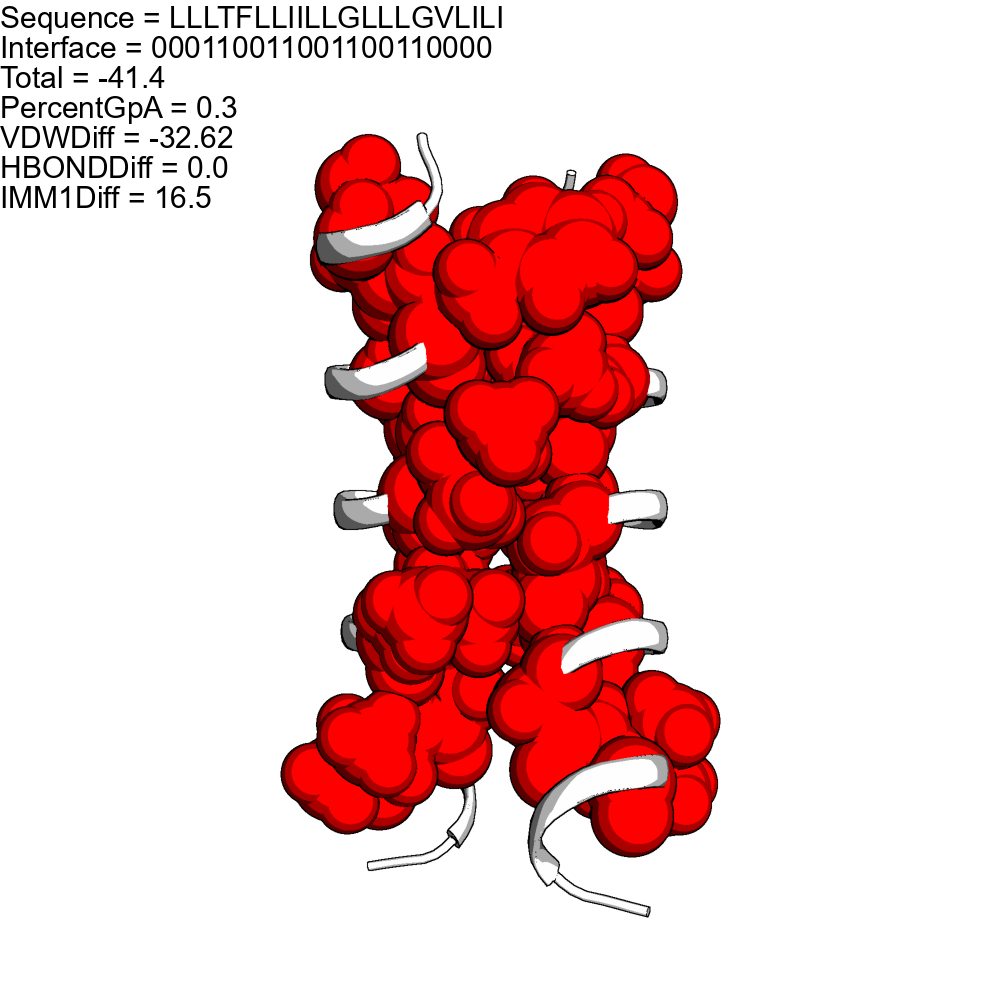 Sequence = LLLTFLLIILLGLLLGVLILI
Interface = 000110011001100110000
Total = -41.4
PercentGpA = 0.3
VDWDiff = -32.62
HBONDDiff = 0.0
IMM1Diff = 16.5